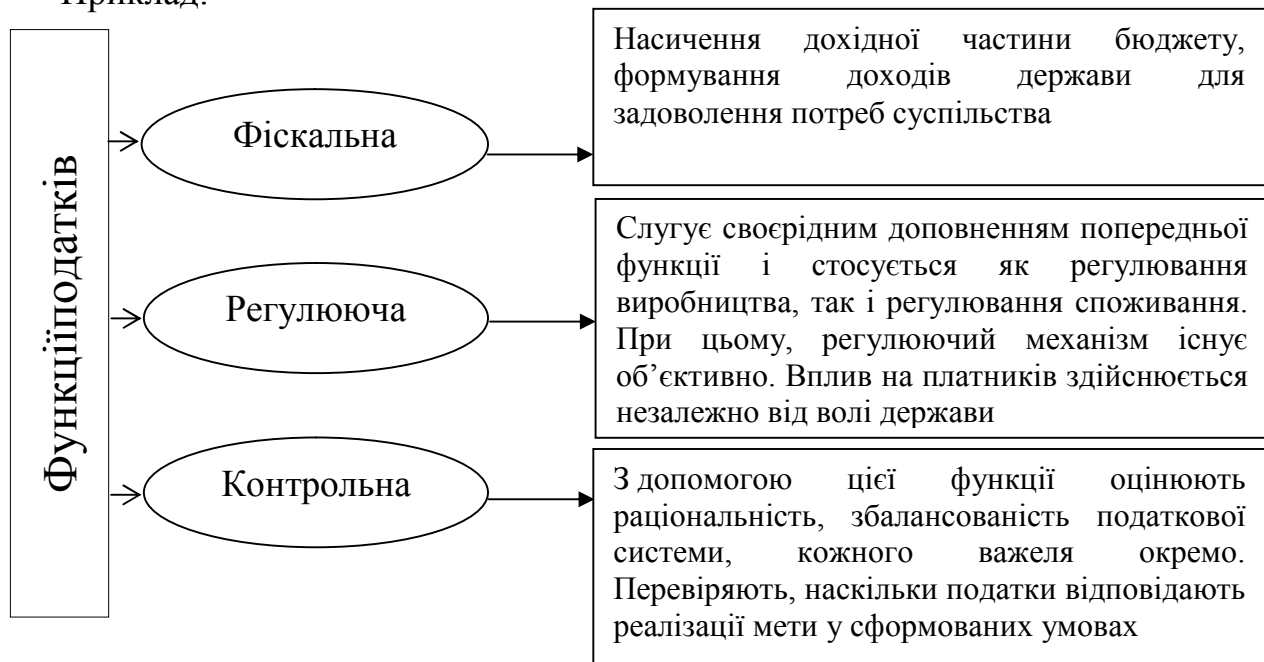 Приклад:
Функціїподатків
Фіскальна
Насичення дохідної частини бюджету,
формування доходів держави для
задоволення потреб суспільства
Регулююча
Слугує своєрідним доповненням попередньої
функції і стосується як регулювання
виробництва, так і регулювання споживання.
При цьому, регулюючий механізм існує
об’єктивно. Вплив на платників здійснюється
незалежно від волі держави
Контрольна
З допомогою цієї функції оцінюють
раціональність, збалансованість податкової
системи, кожного важеля окремо.
Перевіряють, наскільки податки відповідають
реалізації мети у сформованих умовах